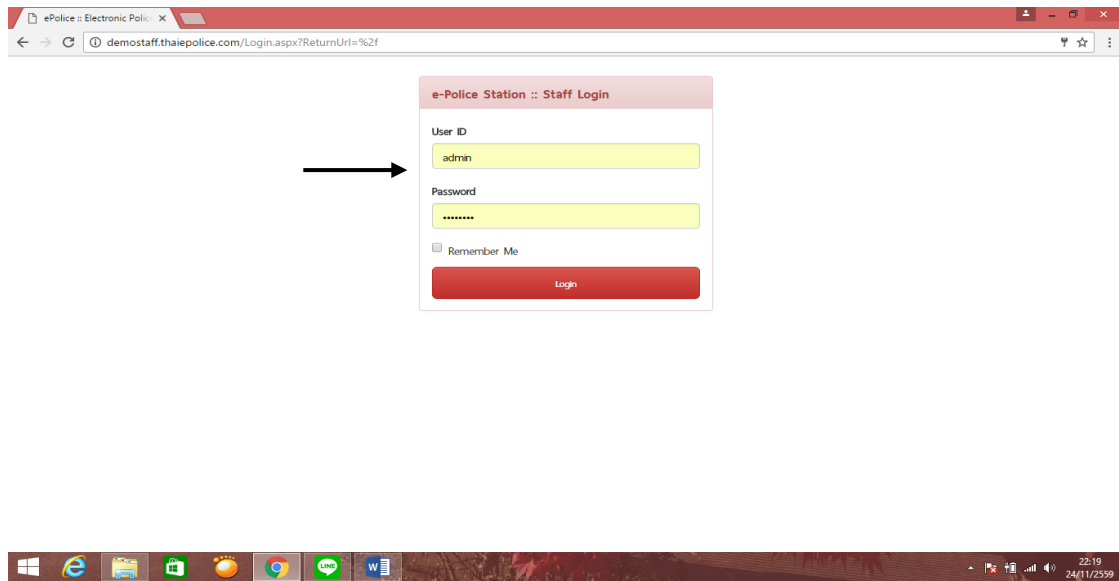 ePolice :: Electronic Polic
demostaff.thaiepolice.com/Login.aspx?ReturnUrl=%2f
e-Police Station :: Staff Login
User ID
admin
Password
••••••••
Remember Me
Login
LINE
22:19
24/11/2559